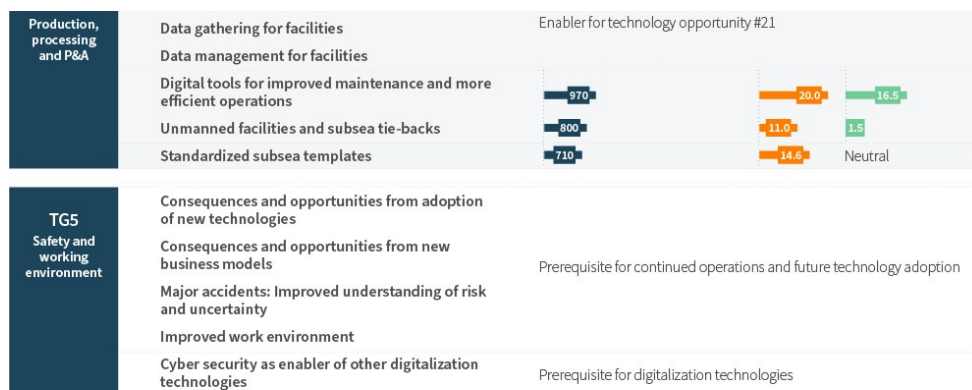 Production,
processing
and P&A
Data gathering for facilities
Enabler for technology opportunity #21
Data management for facilities
Digital tools for improved maintenance and more
efficient operations
970
20.0
16.5
Unmanned facilities and subsea tie-backs
800
11.0
1.5
Standardized subsea templates
710
14.6
Neutral
TG5
Safety and
working
environment
Consequences and opportunities from adoption
of new technologies
Consequences and opportunities from new
business models
Prerequisite for continued operations and future technology adoption
Major accidents: Improved understanding of risk
and uncertainty
Improved work environment
Cyber security as enabler of other digitalization
technologies
Prerequisite for digitalization technologies